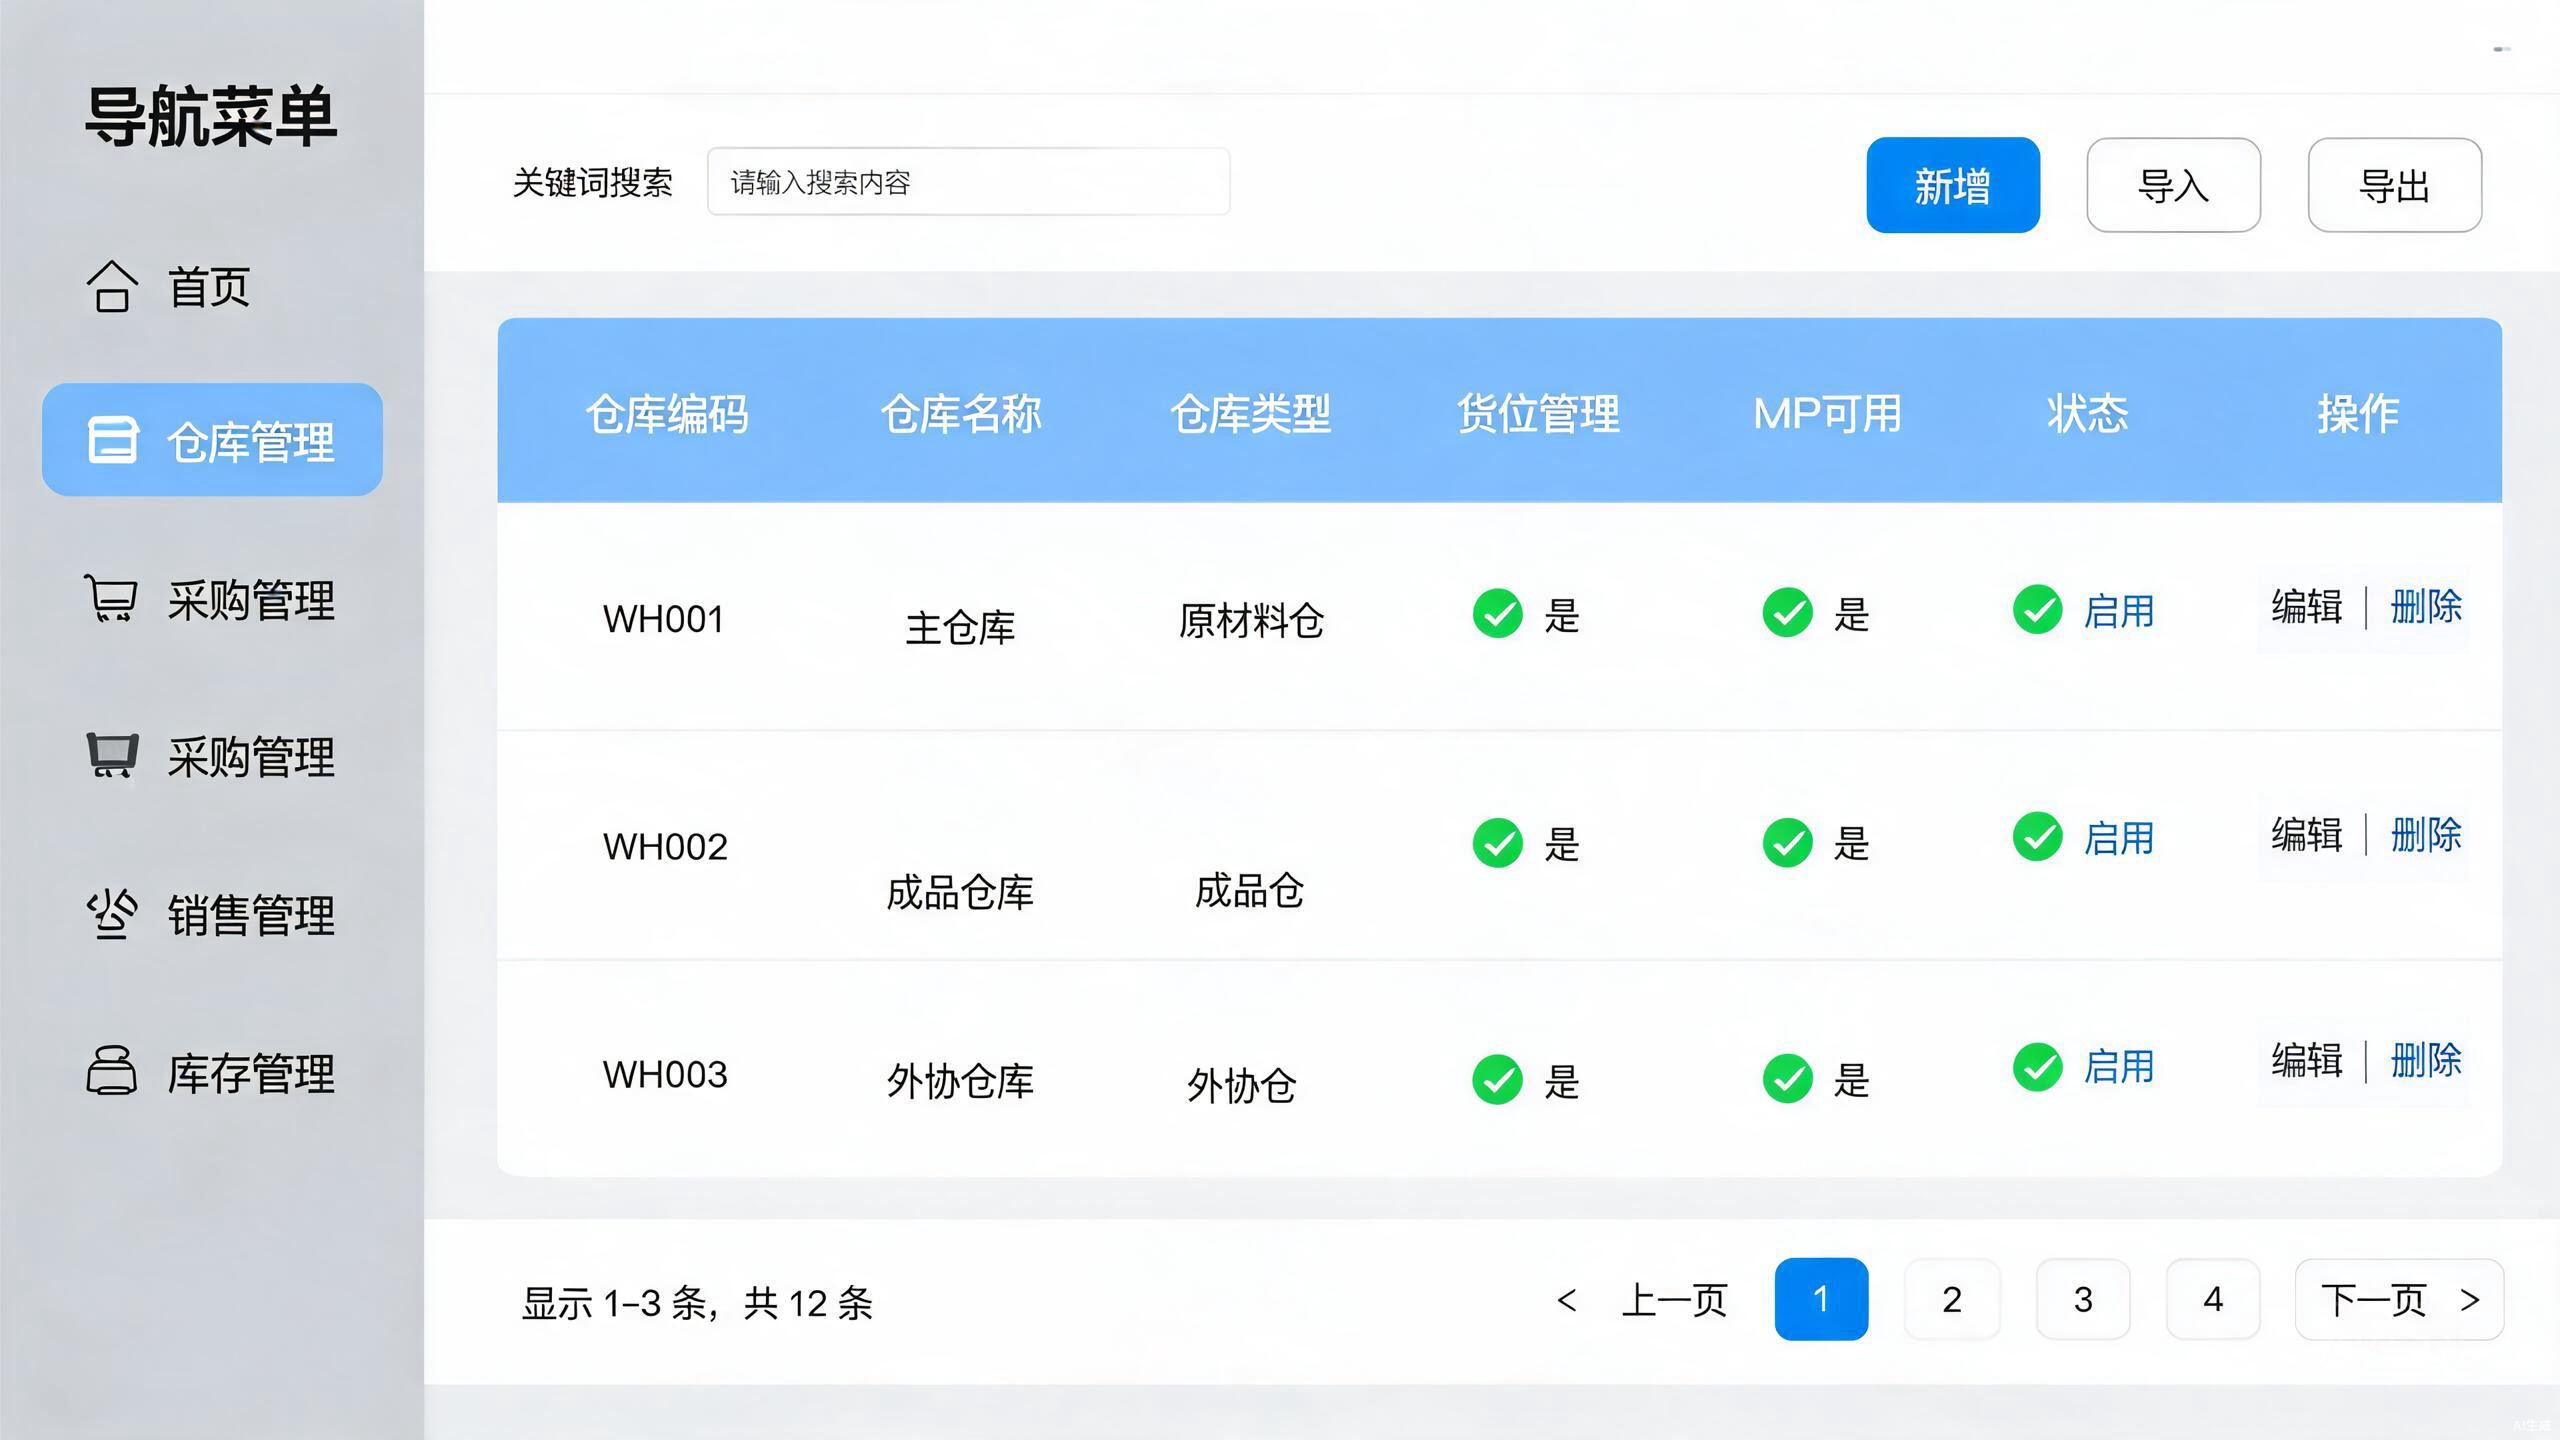 导航菜单
首页
仓库管理
采购管理
采购管理
销售管理
库存管理
关键词搜索 请输入搜索内容 新增 导入 导出
仓库编码 仓库名称 仓库类型 货位管理 MP可用 状态 操作
WH001 主仓库 原材料仓 是 是 启用 编辑 | 删除
WH002 成品仓库 成品仓 是 是 启用 编辑 | 删除
WH003 外协仓库 外协仓 是 是 启用 编辑 | 删除
显示 1-3 条，共 12 条 < 上一页 1 2 3 4 下一页 >
AI生成